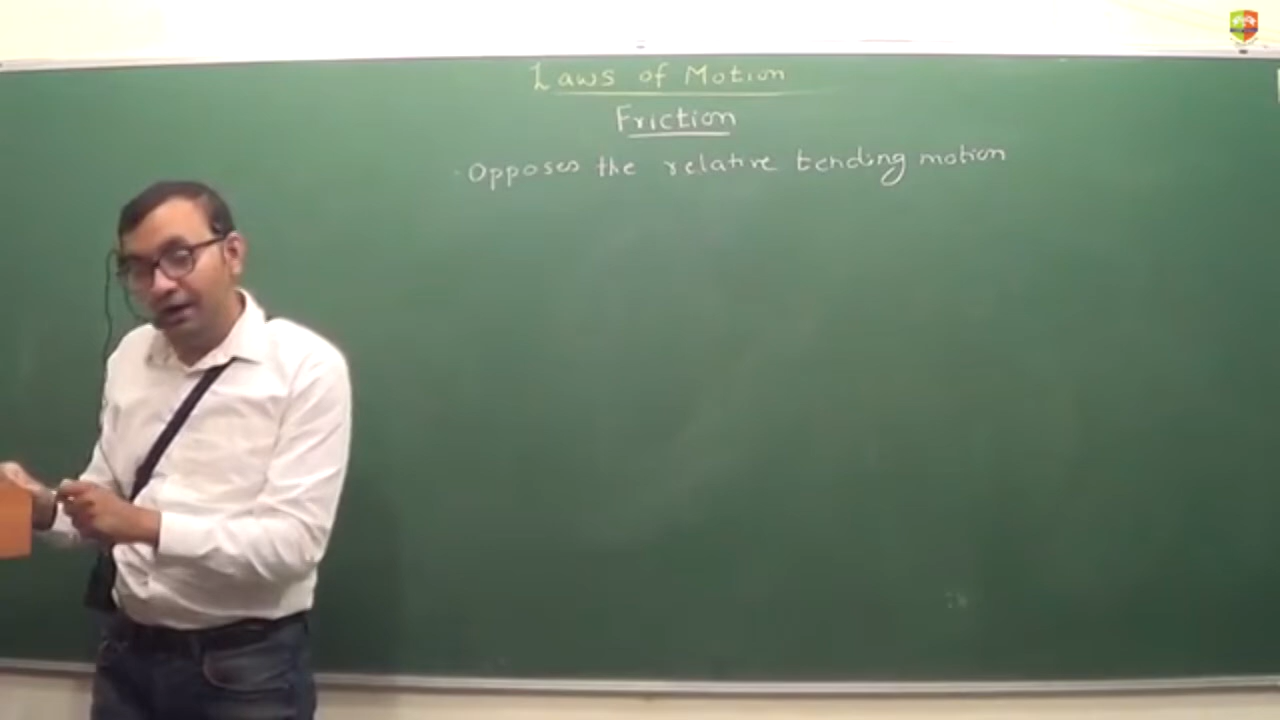 Laws of Motion
Friction
Opposes the relative tending motion